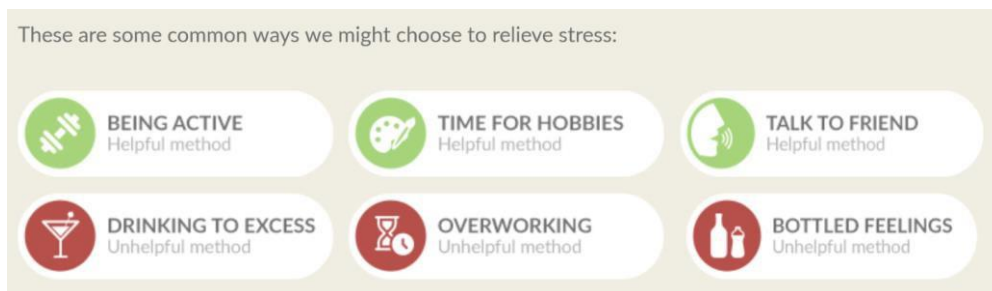 These are some common ways we might choose to relieve stress:
BEING ACTIVE
Helpful method
TIME FOR HOBBIES
Helpful method
TALK TO FRIEND
Helpful method
DRINKING TO EXCESS
Unhelpful method
OVERWORKING
Unhelpful method
BOTTLED FEELINGS
Unhelpful method